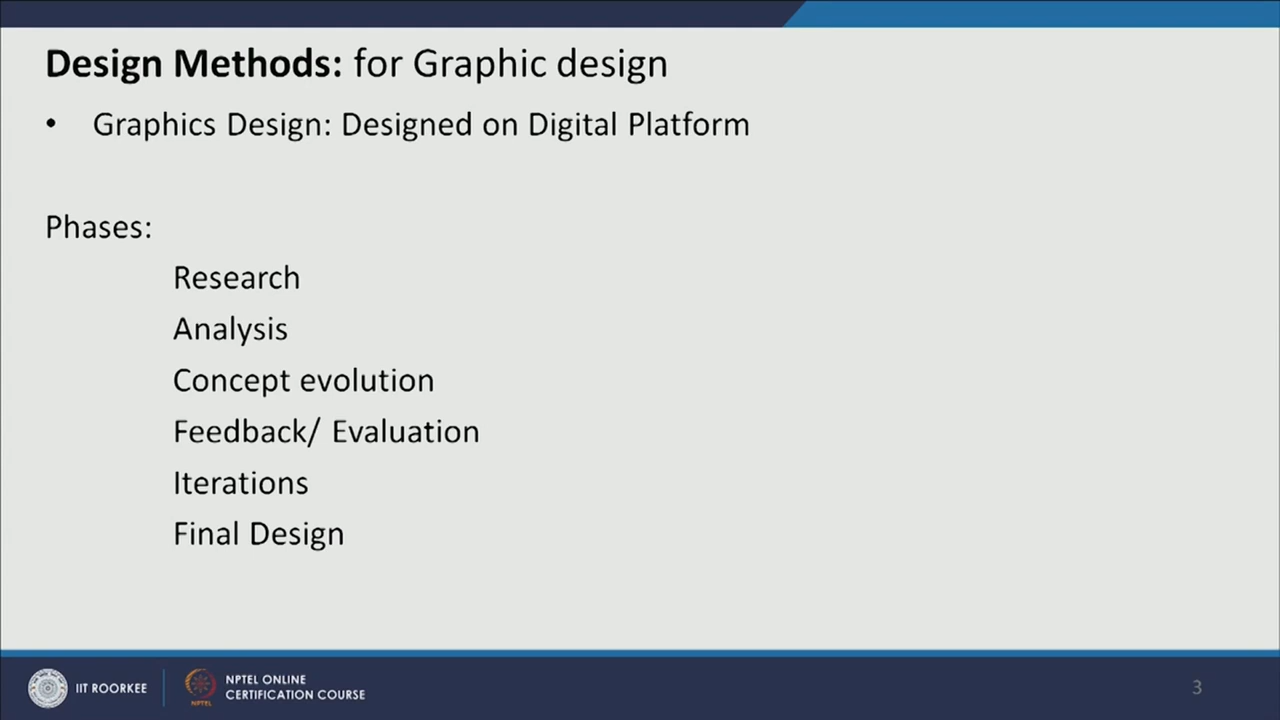 Design Methods: for Graphic design
• Graphics Design: Designed on Digital Platform
Phases:
Research
Analysis
Concept evolution
Feedback/ Evaluation
Iterations
Final Design
IIT ROORKEE
NPTEL
NPTEL ONLINE
CERTIFICATION COURSE
3